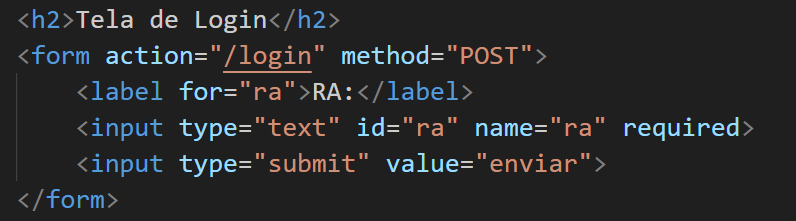 <h2>Tela de Login</h2>
<form action="/login" method="POST">
<label for="ra">RA:</label>
<input type="text" id="ra" name="ra" required>
<input type="submit" value="enviar">
</form>